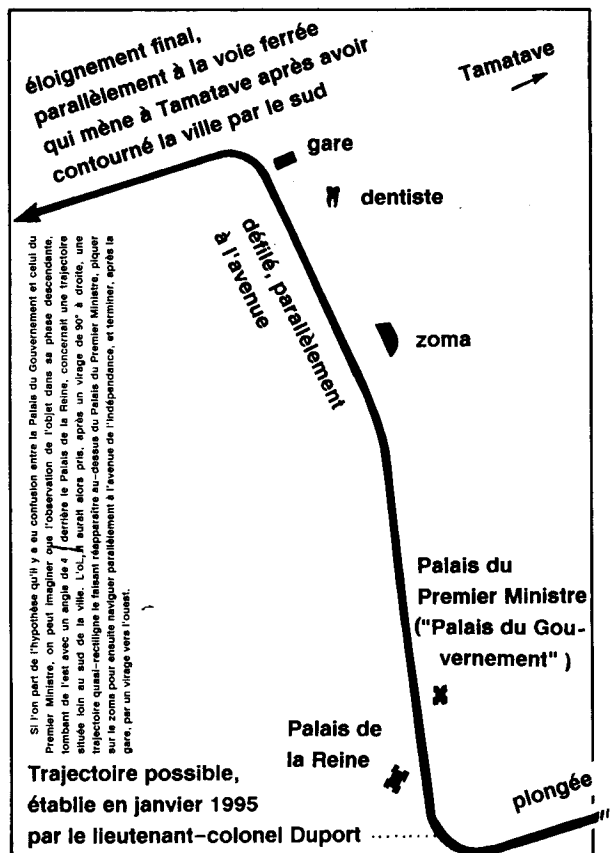 éloignement final,
parallèlement à la voie ferrée
qui mène à Tamatave après avoir
contourné la ville par le sud
Tamatave
gare
dentiste
défilé, parallèlement
à l'avenue
zoma
Si l'on part de l'hypothèse qu'il y a eu confusion entre la Palais du Gouvernement et celui du
Premier Ministre, on peut imaginer que l'observation de l'objet dans sa phase descendante,
tombant de l'est avec un angle de 4 derrière le Palais de la Reine, concernait une trajectoire
située loin au sud de la ville. L'ol, il aurait alors pris, après un virage de 90° à droite, une
trajectoire quasi-rectiligne le faisant réapparaître au-dessus du Palais du Premier Ministre, piquer
sur le zoma pour ensuite naviguer parallèlement à l'avenue de l'Indépendance, et terminer, après la
gare, par un virage vers l'ouest.
Palais du
Premier Ministre
("Palais du Gou-
vernement" )
Palais de
la Reine
plongée
Trajectoire possible,
établie en janvier 1995
par le lieutenant-colonel Duport ........